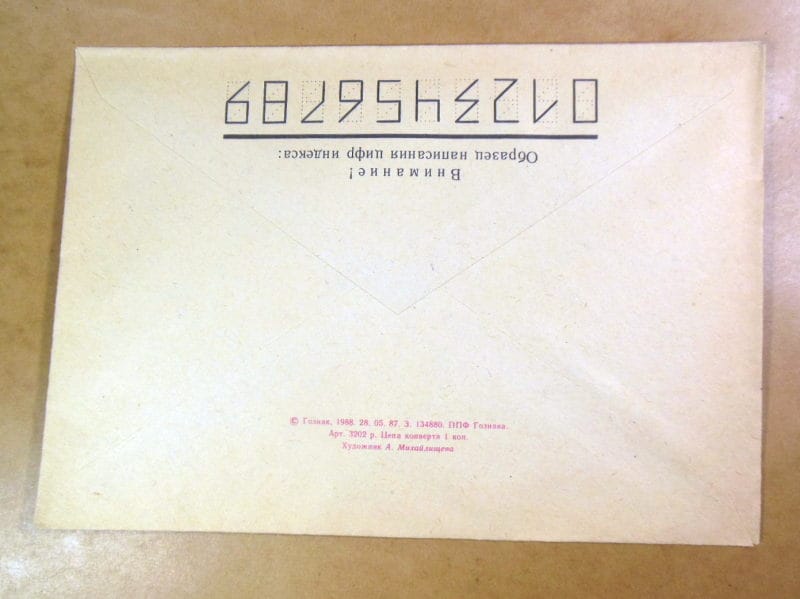 Внимание!
Образец написания цифр индекса:
0123456789
© Гознак, 1988. 28. 05. 87. З. 134880. ППФ Гознака.
Арт. 3202 р. Цена конверта 1 коп.
Художник А. Михайлищева